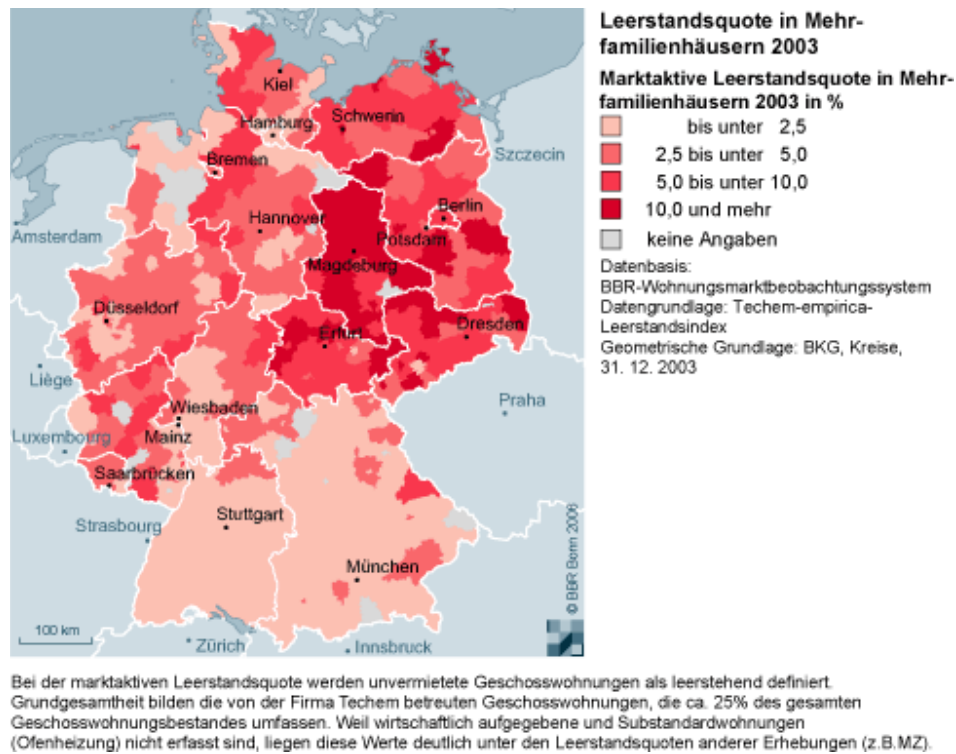 Leerstandsquote in Mehr-
familienhäusern 2003
Marktaktive Leerstandsquote in Mehr-
familienhäusern 2003 in %
bis unter 2,5
2,5 bis unter 5,0
5,0 bis unter 10,0
10,0 und mehr
keine Angaben
Datenbasis:
BBR-Wohnungsmarktbeobachtungssystem
Datengrundlage: Techem-empirica-
Leerstandsindex
Geometrische Grundlage: BKG, Kreise,
31. 12. 2003
Kiel
Hamburg
Schwerin
Szczecin
Bremen
Amsterdam
Hannover
Berlin
Potsdam
Magdeburg
Düsseldorf
Erfurt
Dresden
Liège
Wiesbaden
Praha
Luxembourg
Mainz
Saarbrücken
Stuttgart
Strasbourg
München
© BBR Bonn 2006
100 km
Zürich
Innsbruck
Bei der marktaktiven Leerstandsquote werden unvermietete Geschosswohnungen als leerstehend definiert.
Grundgesamtheit bilden die von der Firma Techem betreuten Geschosswohnungen, die ca. 25% des gesamten
Geschosswohnungsbestandes umfassen. Weil wirtschaftlich aufgegebene und Substandardwohnungen
(Ofenheizung) nicht erfasst sind, liegen diese Werte deutlich unter den Leerstandsquoten anderer Erhebungen (z.B.MZ).